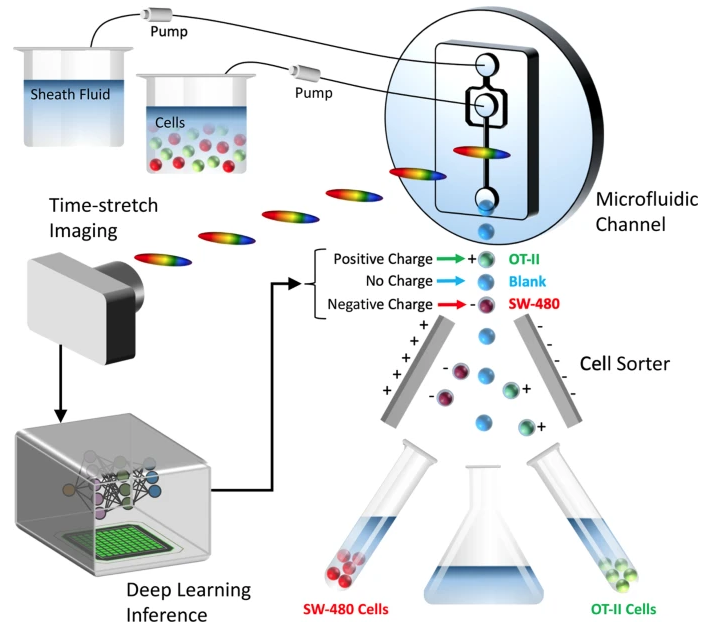 Pump
Sheath Fluid
Pump
Cells
Time-stretch
Imaging
Microfluidic
Channel
Positive Charge + OT-II
No Charge Blank
Negative Charge - SW-480
+ + + + +
- - - - -
Cell Sorter
- +
- +
Deep Learning
Inference
SW-480 Cells
OT-II Cells